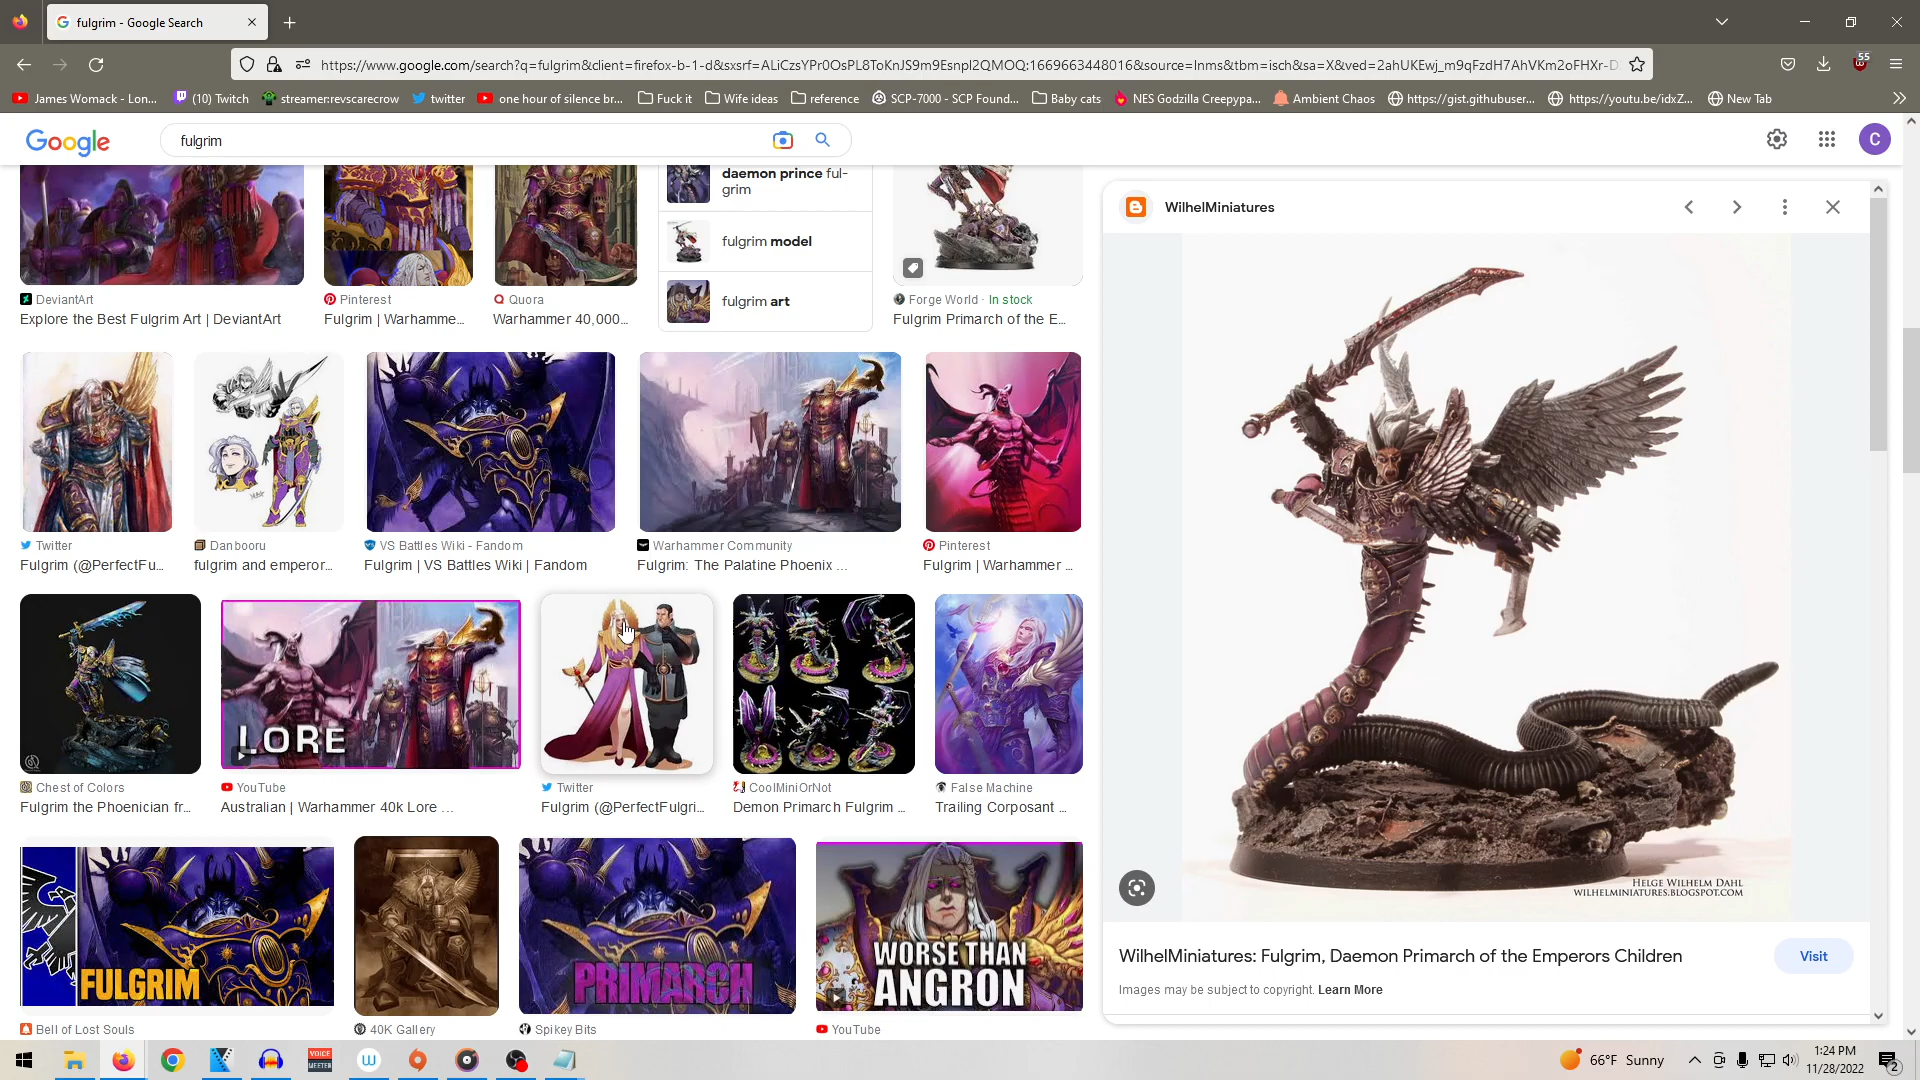 fulgrim - Google Search
https://www.google.com/search?q=fulgrim&client=firefox-b-1-d&sxsrf=ALiCzsYPr0OsPL8ToKnJS9m9Esnpl2QMOQ:1669663448016&source=lnms&tbm=isch&sa=X&ved=2ahUKEwj_m9qFzdH7AhVKm2oFHXr-D
55
James Womack - Lon...
(10) Twitch
streamer:revscarecrow
twitter
one hour of silence br...
Fuck it
Wife ideas
reference
SCP-7000 - SCP Found...
Baby cats
NES Godzilla Creepypa...
Ambient Chaos
https://gist.githubuser...
https://youtu.be/idxZ...
New Tab
Google
fulgrim
C
daemon prince ful-
grim
fulgrim model
fulgrim art
DeviantArt
Explore the Best Fulgrim Art | DeviantArt
Pinterest
Fulgrim | Warhamme...
Quora
Warhammer 40,000...
Forge World · In stock
Fulgrim Primarch of the E...
Twitter
Fulgrim (@PerfectFu...
Danbooru
fulgrim and emperor...
VS Battles Wiki - Fandom
Fulgrim | VS Battles Wiki | Fandom
Warhammer Community
Fulgrim: The Palatine Phoenix ...
Pinterest
Fulgrim | Warhammer ...
LORE
Chest of Colors
Fulgrim the Phoenician fr...
YouTube
Australian | Warhammer 40k Lore ...
Twitter
Fulgrim (@PerfectFulgri...
CoolMiniOrNot
Demon Primarch Fulgrim ...
False Machine
Trailing Corposant ...
FULGRIM
PRIMARCH
WORSE THAN
ANGRON
Bell of Lost Souls
40K Gallery
Spikey Bits
YouTube
WilhelMiniatures
HELGE WILHELM DAHL
WILHELMINIATURES.BLOGSPOT.COM
WilhelMiniatures: Fulgrim, Daemon Primarch of the Emperors Children
Visit
Images may be subject to copyright. Learn More
VOICE
MEETER
66°F Sunny
1:24 PM
11/28/2022
2